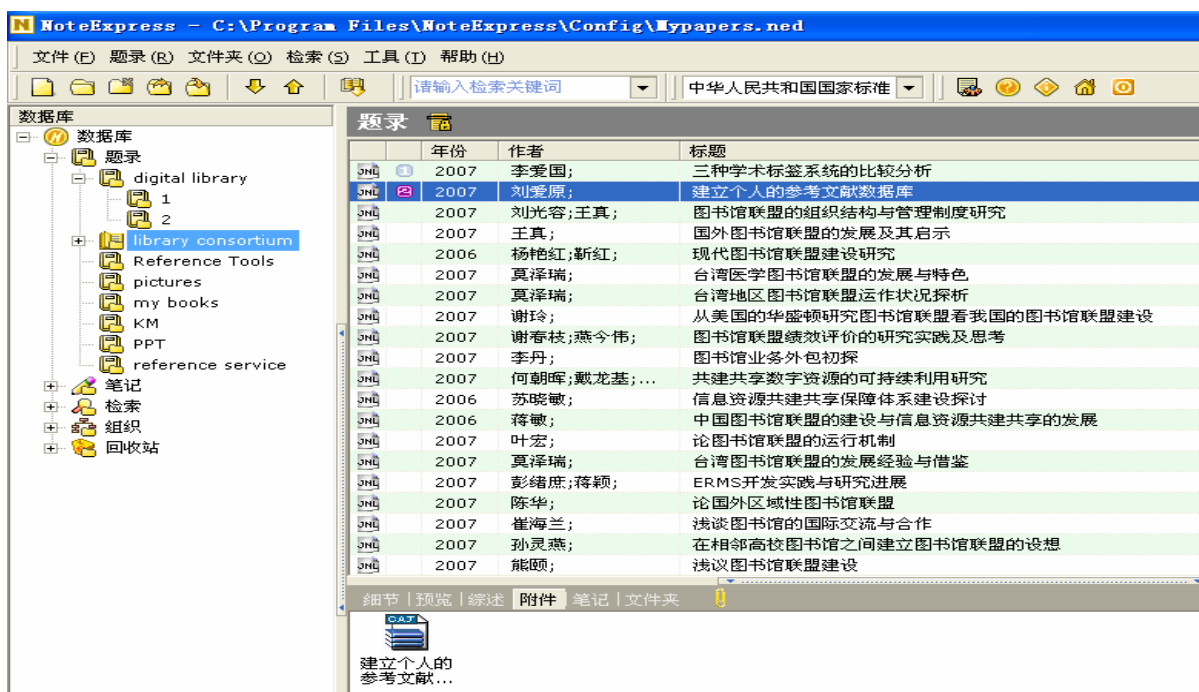 NoteExpress - C:\Program Files\NoteExpress\Config\Mypapers.ned
文件(F) 题录(R) 文件夹(O) 检索(S) 工具(T) 帮助(H)
请输入检索关键词 中华人民共和国国家标准
数据库
数据库
题录
digital library
1
2
library consortium
Reference Tools
pictures
my books
KM
PPT
reference service
笔记
检索
组织
回收站
题录
年份 作者 标题
JNL 1 2007 李爱国; 三种学术标签系统的比较分析
JNL 2 2007 刘爱原; 建立个人的参考文献数据库
JNL 2007 刘光容;王真; 图书馆联盟的组织结构与管理制度研究
JNL 2007 王真; 国外图书馆联盟的发展及其启示
JNL 2006 杨艳红;靳红; 现代图书馆联盟建设研究
JNL 2007 莫泽瑞; 台湾医学图书馆联盟的发展与特色
JNL 2007 莫泽瑞; 台湾地区图书馆联盟运作状况探析
JNL 2007 谢玲; 从美国的华盛顿研究图书馆联盟看我国的图书馆联盟建设
JNL 2007 谢春枝;燕今伟; 图书馆联盟绩效评价的研究实践及思考
JNL 2007 李丹; 图书馆业务外包初探
JNL 2007 何朝晖;戴龙基;... 共建共享数字资源的可持续利用研究
JNL 2006 苏晓敏; 信息资源共建共享保障体系建设探讨
JNL 2006 蒋敏; 中国图书馆联盟的建设与信息资源共建共享的发展
JNL 2007 叶宏; 论图书馆联盟的运行机制
JNL 2007 莫泽瑞; 台湾图书馆联盟的发展经验与借鉴
JNL 2007 彭绪庶;蒋颖; ERMS开发实践与研究进展
JNL 2007 陈华; 论国外区域性图书馆联盟
JNL 2007 崔海兰; 浅谈图书馆的国际交流与合作
JNL 2007 孙灵燕; 在相邻高校图书馆之间建立图书馆联盟的设想
JNL 2007 熊颐; 浅议图书馆联盟建设
细节|预览|综述 附件 笔记|文件夹
CAJ
建立个人的
参考文献...